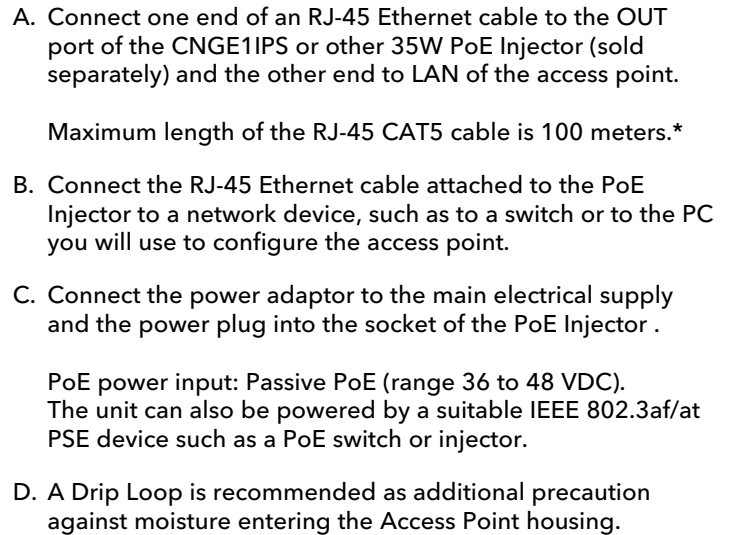 A. Connect one end of an RJ-45 Ethernet cable to the OUT
port of the CNGE1IPS or other 35W PoE Injector (sold
separately) and the other end to LAN of the access point.
Maximum length of the RJ-45 CAT5 cable is 100 meters.*
B. Connect the RJ-45 Ethernet cable attached to the PoE
Injector to a network device, such as to a switch or to the PC
you will use to configure the access point.
C. Connect the power adaptor to the main electrical supply
and the power plug into the socket of the PoE Injector .
PoE power input: Passive PoE (range 36 to 48 VDC).
The unit can also be powered by a suitable IEEE 802.3af/at
PSE device such as a PoE switch or injector.
D. A Drip Loop is recommended as additional precaution
against moisture entering the Access Point housing.